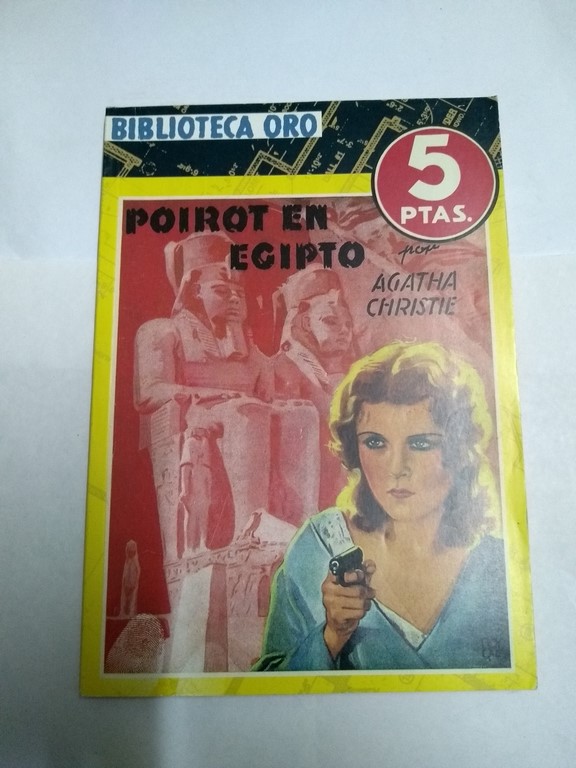 BIBLIOTECA ORO
5
PTAS.
POIROT EN
EGIPTO
por
AGATHA
CHRISTIE